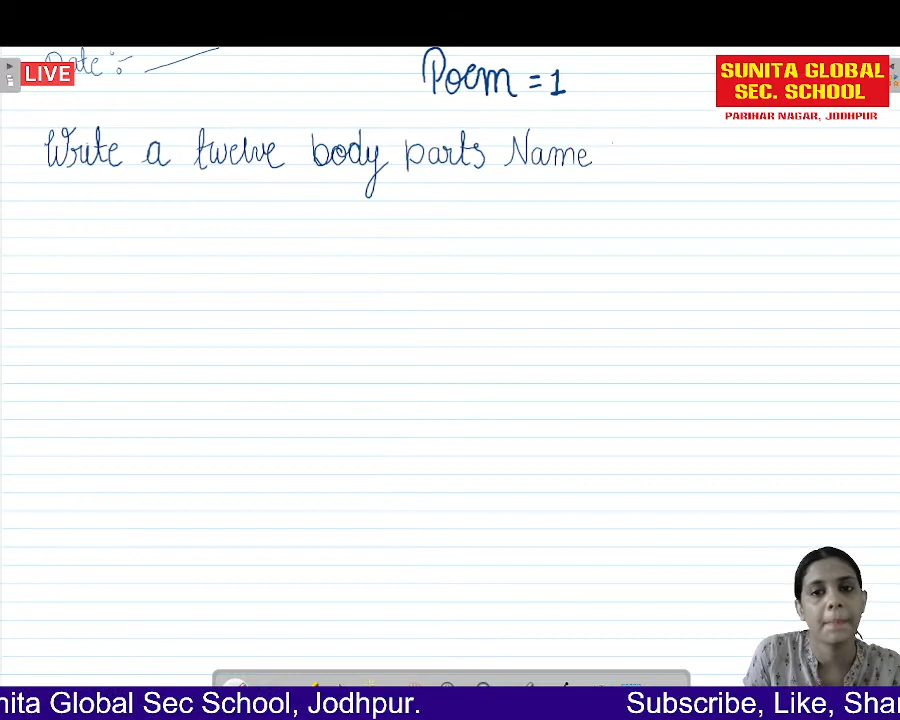 Date :-
LIVE
Poem = 1
SUNITA GLOBAL
SEC. SCHOOL
PARIHAR NAGAR, JODHPUR
Write a twelve body parts Name
nita Global Sec School, Jodhpur.
Subscribe, Like, Shar